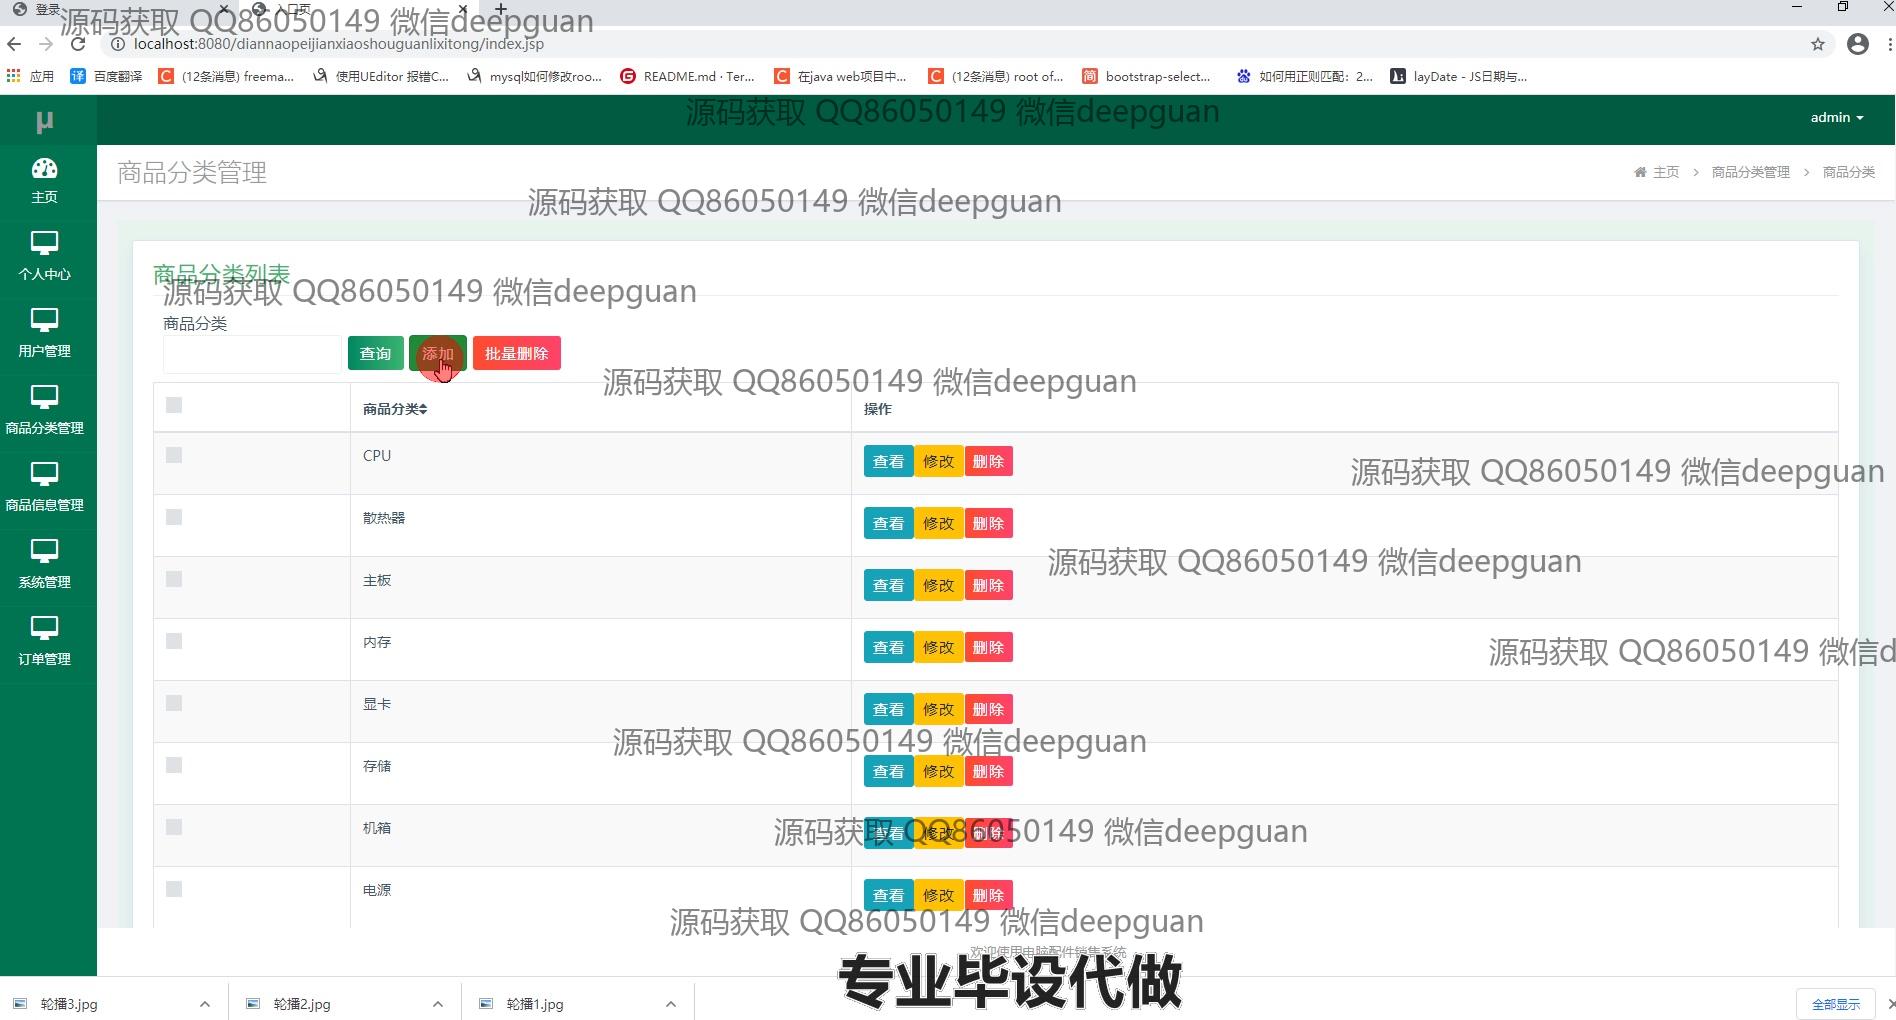 登录
入口页
源码获取 QQ86050149 微信deepguan
localhost:8080/diannaopeijianxiaoshouguanlixitong/index.jsp
应用
百度翻译
(12条消息) freema...
使用UEditor 报错C...
mysql如何修改roo...
README.md · Ter...
在java web项目中...
(12条消息) root of...
bootstrap-select...
如何用正则匹配：2...
layDate - JS日期与...
源码获取 QQ86050149 微信deepguan
µ
admin
主页
商品分类管理
主页 > 商品分类管理 > 商品分类
源码获取 QQ86050149 微信deepguan
个人中心
商品分类列表
源码获取 QQ86050149 微信deepguan
用户管理
商品分类
查询 添加 批量删除
源码获取 QQ86050149 微信deepguan
商品分类管理
商品分类 操作
CPU 查看 修改 删除
源码获取 QQ86050149 微信deepguan
商品信息管理
散热器 查看 修改 删除
源码获取 QQ86050149 微信deepguan
系统管理
主板 查看 修改 删除
内存 查看 修改 删除
源码获取 QQ86050149 微信d
订单管理
显卡 查看 修改 删除
源码获取 QQ86050149 微信deepguan
存储 查看 修改 删除
机箱 查看 修改 删除
源码获取 QQ86050149 微信deepguan
电源 查看 修改 删除
源码获取 QQ86050149 微信deepguan
欢迎使用电脑配件销售系统
专业毕设代做
轮播3.jpg
轮播2.jpg
轮播1.jpg
全部显示